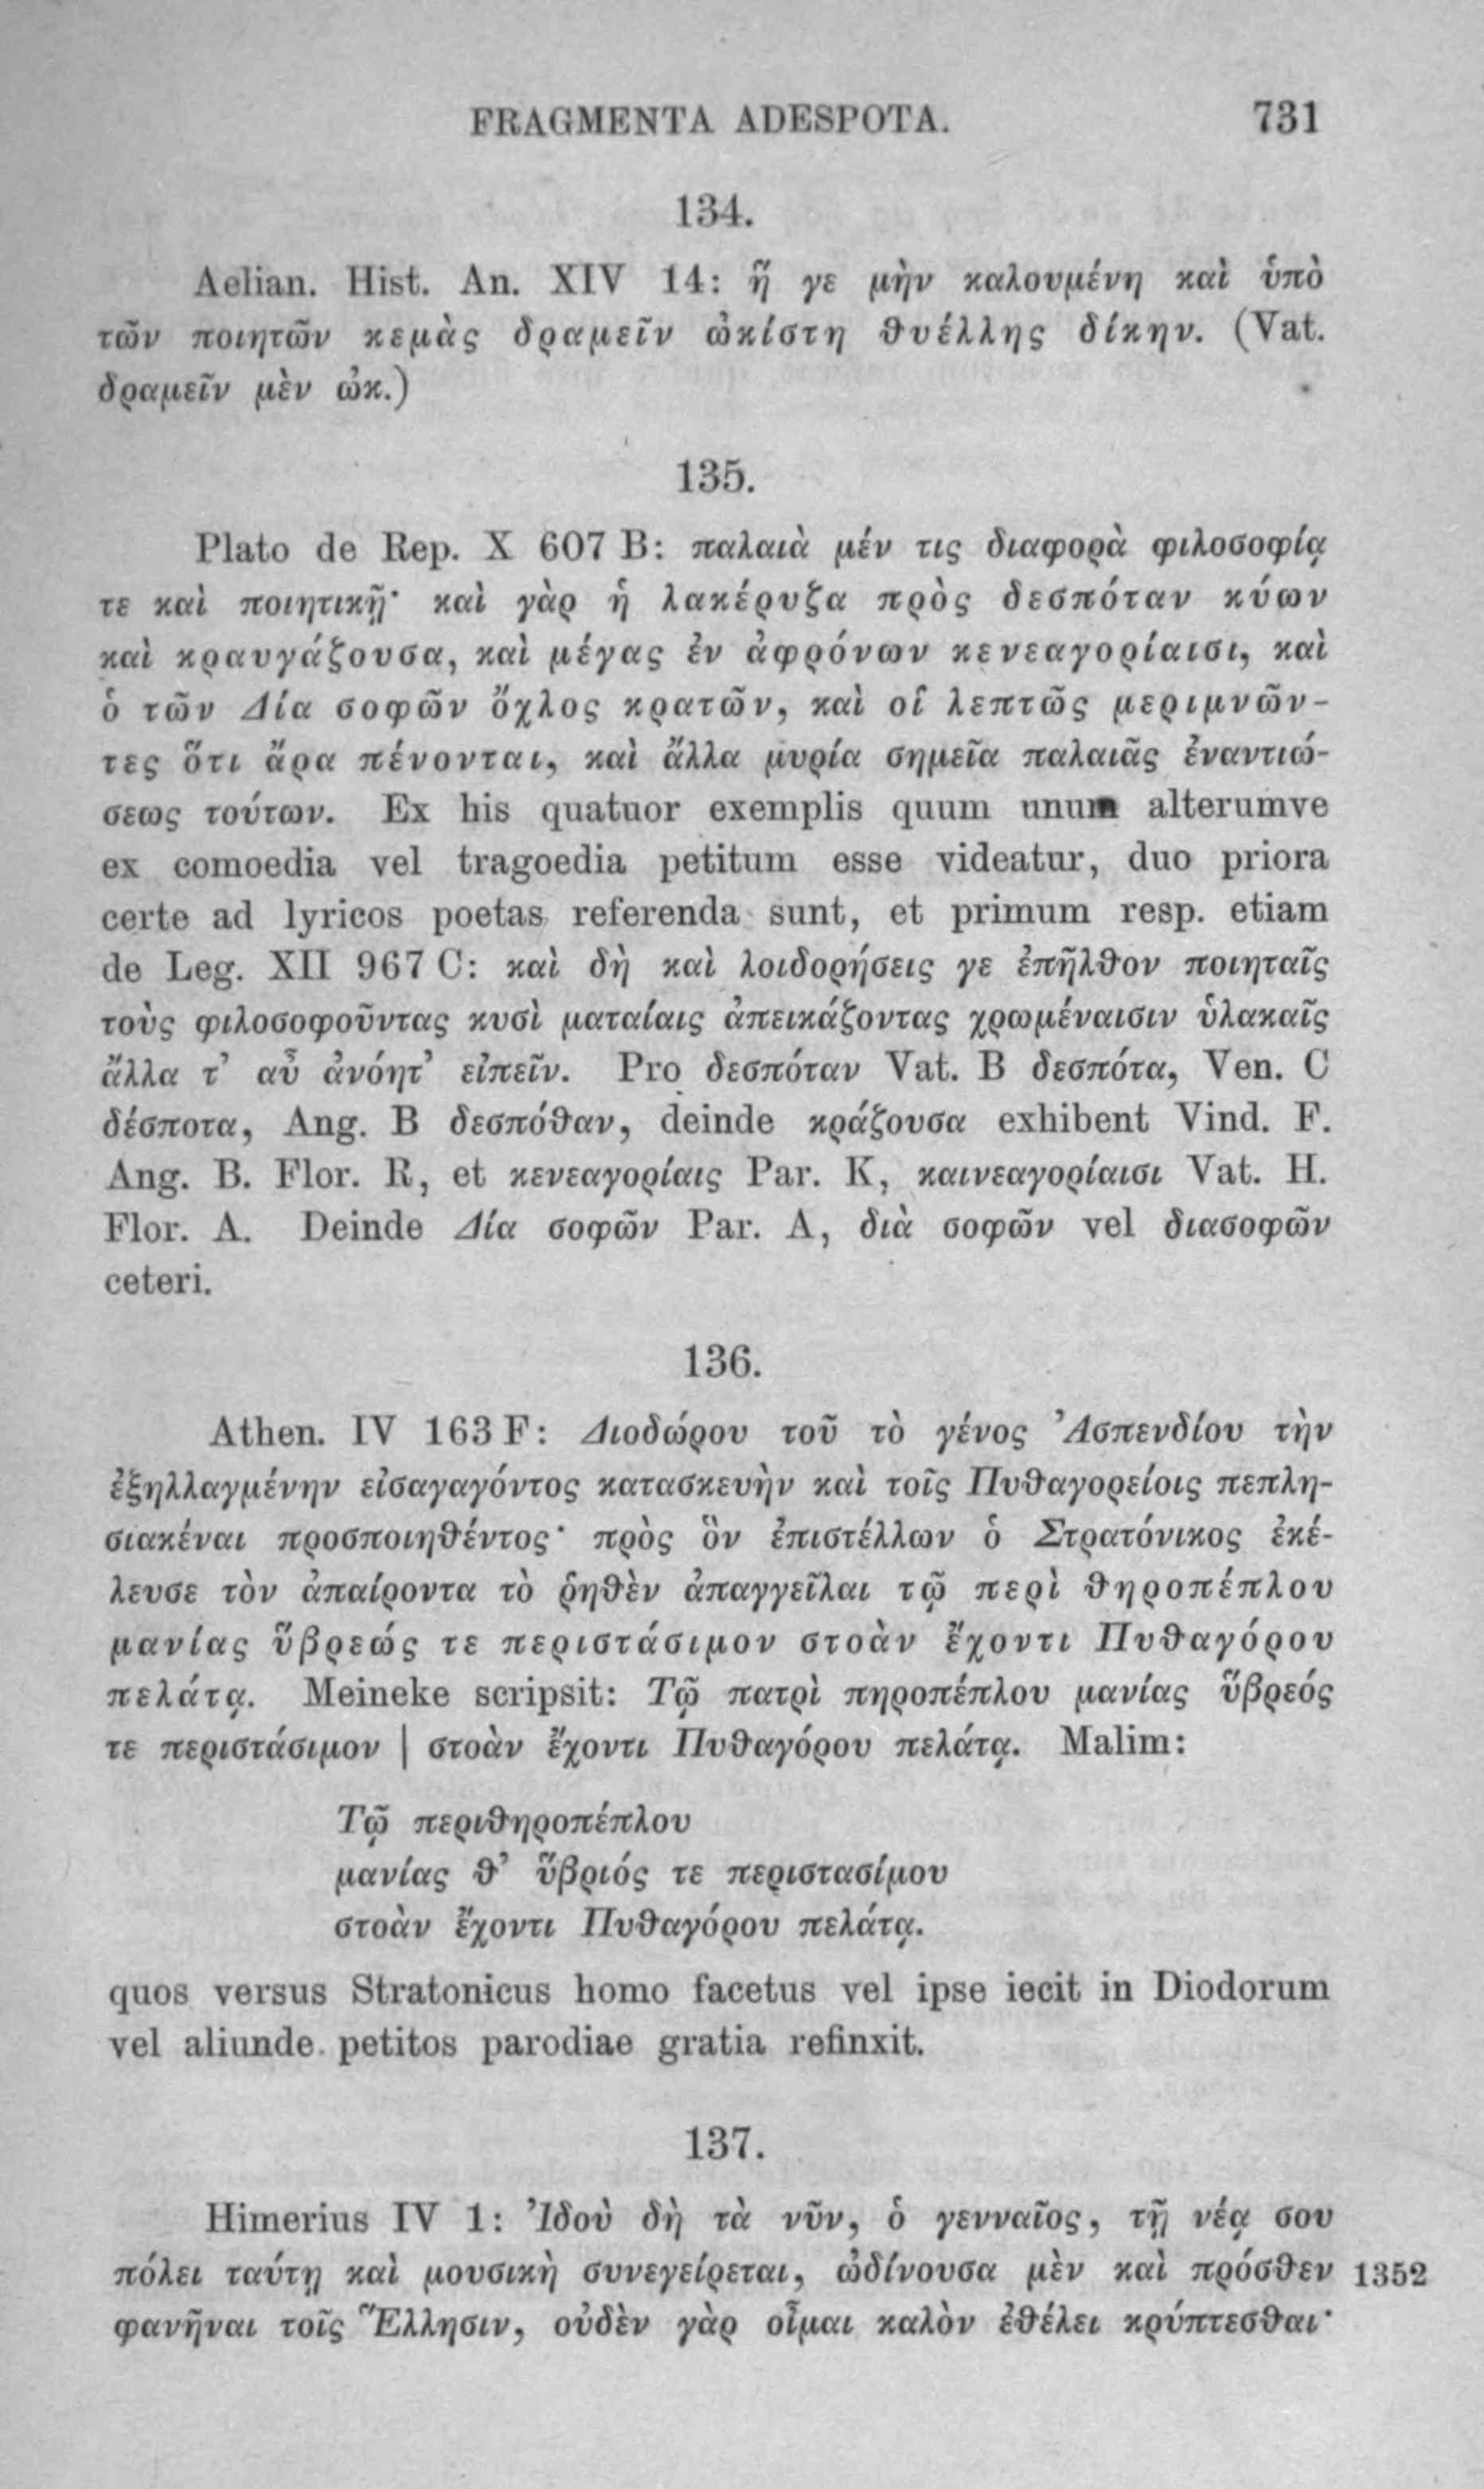 FRAGMENTA ADESPOTA. 731
134.
Aelian. Hist. An. XIV 14: ἥ γε μὴν καλουμένη καὶ ὑπὸ
τῶν ποιητῶν κεμὰς δραμεῖν ὠκίστη θυέλλης δίκην. (Vat.
δραμεῖν μὲν ὠκ.)
135.
Plato de Rep. X 607 B: παλαιὰ μέν τις διαφορὰ φιλοσοφίᾳ
τε καὶ ποιητικῇ· καὶ γὰρ ἡ λακέρυζα πρὸς δεσπόταν κύων
καὶ κραυγάζουσα, καὶ μέγας ἐν ἀφρόνων κενεαγορίαισι, καὶ
ὁ τῶν Δία σοφῶν ὄχλος κρατῶν, καὶ οἱ λεπτῶς μεριμνῶν-
τες ὅτι ἄρα πένονται, καὶ ἄλλα μυρία σημεῖα παλαιᾶς ἐναντιώ-
σεως τούτων. Ex his quatuor exemplis quum unum alterumve
ex comoedia vel tragoedia petitum esse videatur, duo priora
certe ad lyricos poetas referenda sunt, et primum resp. etiam
de Leg. XII 967 C: καὶ δὴ καὶ λοιδορήσεις γε ἐπῆλθον ποιηταῖς
τοὺς φιλοσοφοῦντας κυσὶ ματαίαις ἀπεικάζοντας χρωμέναισιν ὑλακαῖς
ἄλλα τ᾽ αὖ ἀνόητ᾽ εἰπεῖν. Pro δεσπόταν Vat. B δεσπότα, Ven. C
δέσποτα, Ang. B δεσπόθαν, deinde κράζουσα exhibent Vind. F.
Ang. B. Flor. R, et κενεαγορίαις Par. K, καινεαγορίαισι Vat. H.
Flor. A. Deinde Δία σοφῶν Par. A, διὰ σοφῶν vel διασοφῶν
ceteri.
136.
Athen. IV 163 F: Διοδώρου τοῦ τὸ γένος Ἀσπενδίου τὴν
ἐξηλλαγμένην εἰσαγαγόντος κατασκευὴν καὶ τοῖς Πυθαγορείοις πεπλη-
σιακέναι προσποιηθέντος· πρὸς ὃν ἐπιστέλλων ὁ Στρατόνικος ἐκέ-
λευσε τὸν ἀπαίροντα τὸ ῥηθὲν ἀπαγγεῖλαι τῷ περὶ θηροπέπλου
μανίας ὕβρεώς τε περιστάσιμον στοὰν ἔχοντι Πυθαγόρου
πελάτᾳ. Meineke scripsit: Τῷ πατρὶ πηροπέπλου μανίας ὕβρεός
τε περιστάσιμον | στοὰν ἔχοντι Πυθαγόρου πελάτᾳ. Malim:
Τῷ περιθηροπέπλου
μανίας θ᾽ ὕβριός τε περιστασίμου
στοὰν ἔχοντι Πυθαγόρου πελάτᾳ.
quos versus Stratonicus homo facetus vel ipse iecit in Diodorum
vel aliunde petitos parodiae gratia refinxit.
137.
Himerius IV 1: Ἰδοὺ δὴ τὰ νῦν, ὁ γενναῖος, τῇ νέᾳ σου
πόλει ταύτῃ καὶ μουσικὴ συνεγείρεται, ὠδίνουσα μὲν καὶ πρόσθεν 1352
φανῆναι τοῖς Ἕλλησιν, οὐδὲν γὰρ οἶμαι καλὸν ἐθέλει κρύπτεσθαι·